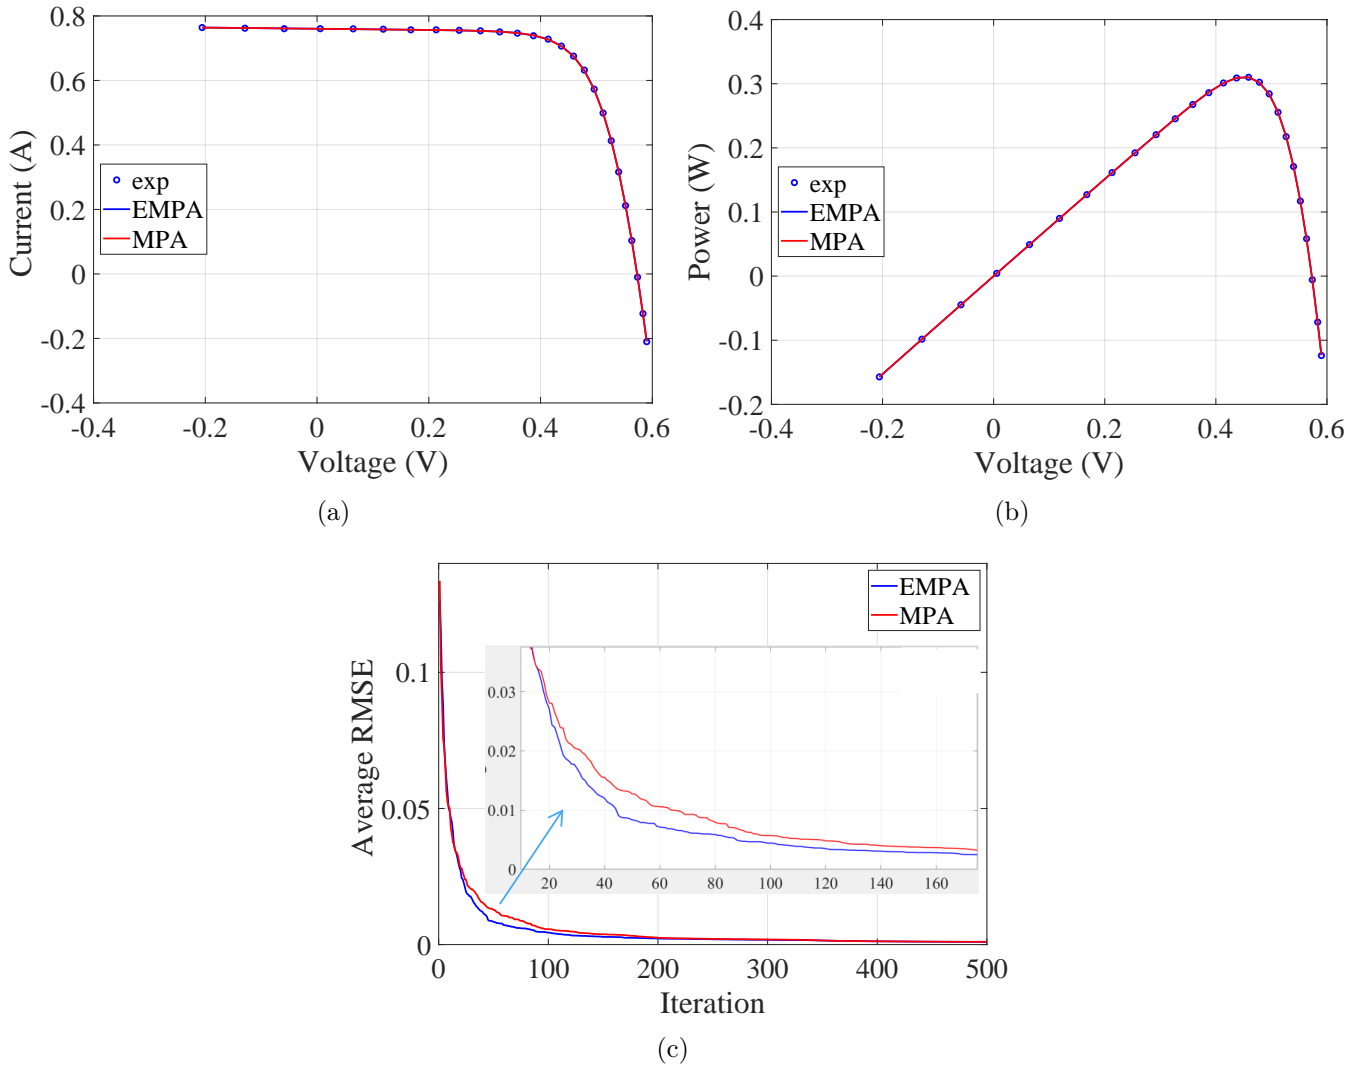 0.8
0.6
0.4
0.2
0
-0.2
-0.4
Current (A)
exp
EMPA
MPA
-0.4 -0.2 0 0.2 0.4 0.6
Voltage (V)
(a)
0.4
0.3
0.2
0.1
0
-0.1
-0.2
Power (W)
exp
EMPA
MPA
-0.4 -0.2 0 0.2 0.4 0.6
Voltage (V)
(b)
0.1
0.05
0
Average RMSE
EMPA
MPA
0.03
0.02
0.01
0
20 40 60 80 100 120 140 160
0 100 200 300 400 500
Iteration
(c)